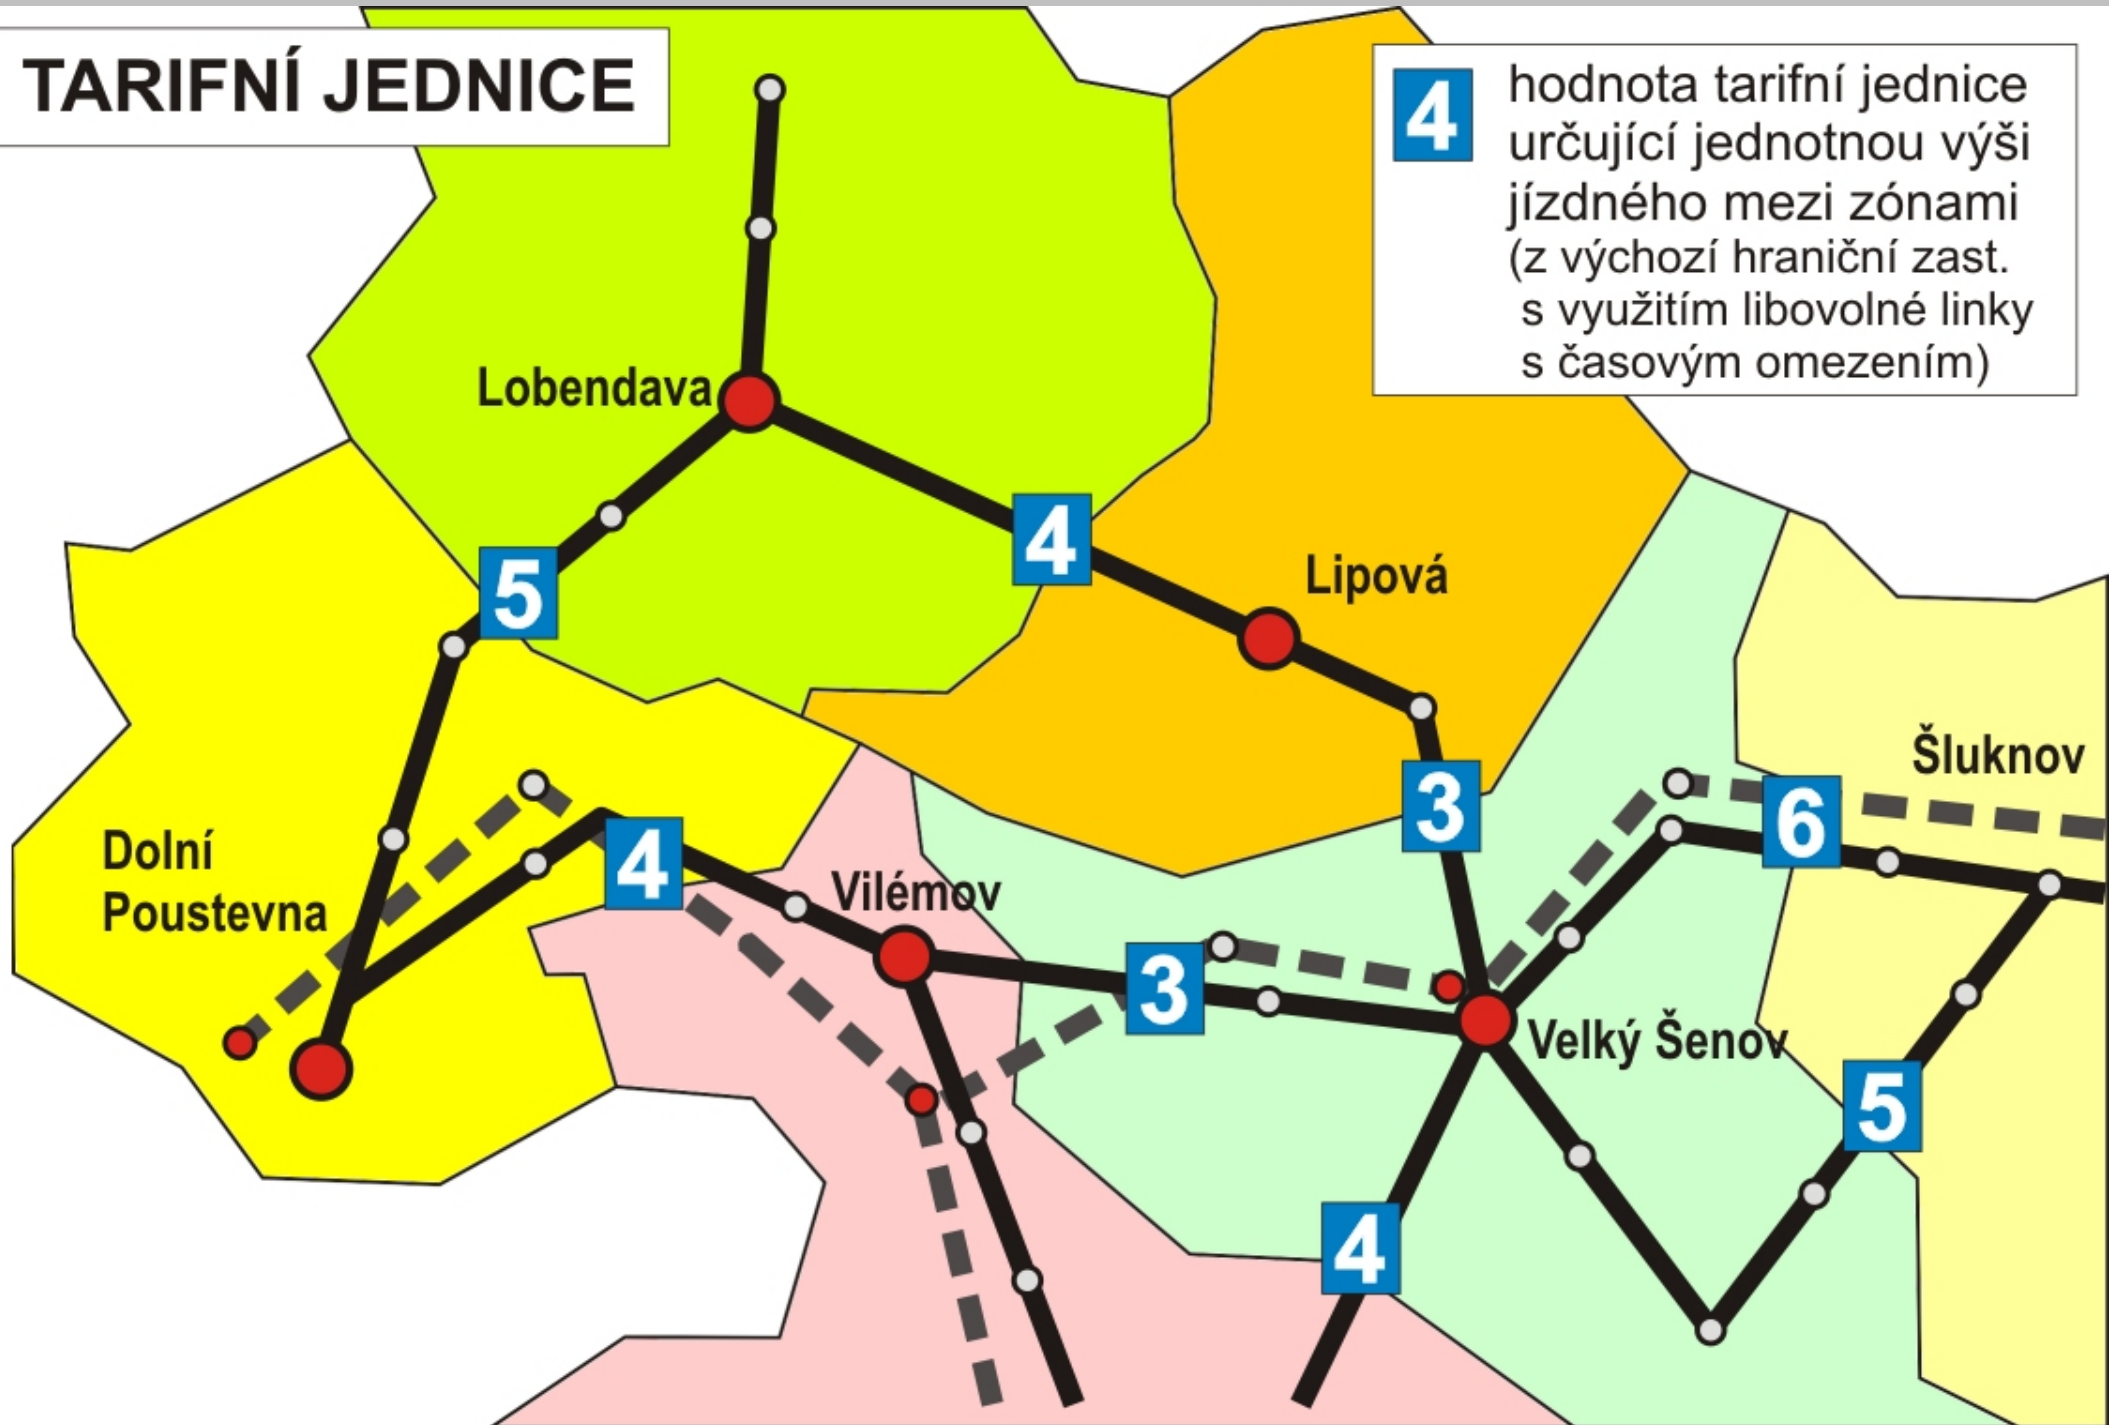 TARIFNÍ JEDNICE
4
hodnota tarifní jednice
určující jednotnou výši
jízdného mezi zónami
(z výchozí hraniční zast.
s využitím libovolné linky
s časovým omezením)
Lobendava
4
5
Lipová
Šluknov
3
6
Dolní
Poustevna
4
Vilémov
3
Velký Šenov
5
4